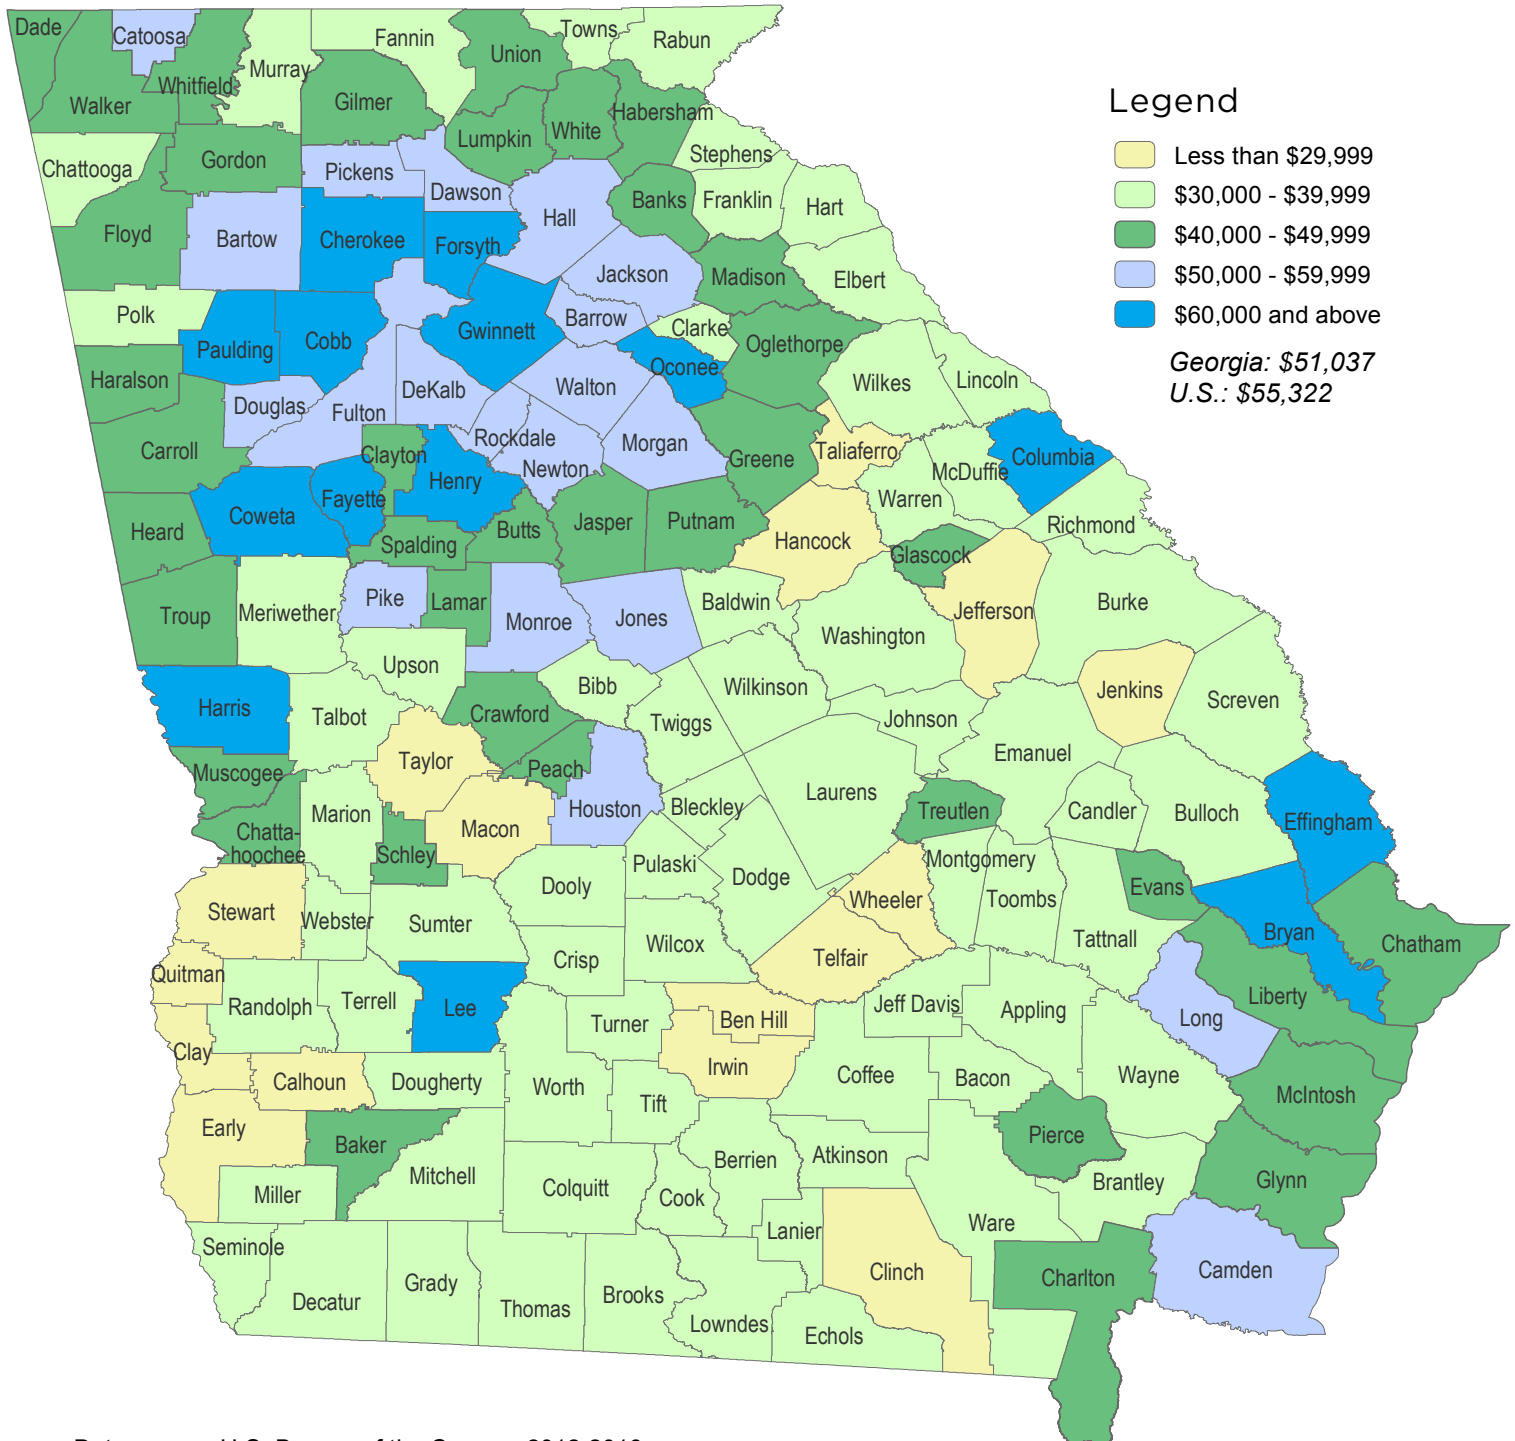 Dade
Catoosa
Whitfield
Walker
Murray
Fannin
Gilmer
Union
Towns
Rabun
Lumpkin
White
Habersham
Stephens
Chattooga
Gordon
Pickens
Dawson
Hall
Banks
Franklin
Hart
Floyd
Bartow
Cherokee
Forsyth
Jackson
Madison
Elbert
Polk
Paulding
Cobb
Gwinnett
Barrow
Clarke
Oconee
Oglethorpe
Wilkes
Lincoln
Haralson
Douglas
Fulton
DeKalb
Walton
Rockdale
Newton
Morgan
Greene
Taliaferro
Warren
McDuffie
Columbia
Richmond
Carroll
Clayton
Henry
Fayette
Coweta
Heard
Spalding
Butts
Jasper
Putnam
Hancock
Glascock
Jefferson
Burke
Troup
Meriwether
Pike
Lamar
Monroe
Jones
Baldwin
Washington
Upson
Bibb
Wilkinson
Jenkins
Screven
Harris
Talbot
Crawford
Twiggs
Johnson
Emanuel
Muscogee
Taylor
Peach
Houston
Bleckley
Laurens
Treutlen
Candler
Bulloch
Effingham
Chatta-
hoochee
Marion
Schley
Macon
Dooly
Pulaski
Dodge
Wheeler
Montgomery
Toombs
Tattnall
Evans
Bryan
Chatham
Stewart
Webster
Sumter
Crisp
Wilcox
Telfair
Quitman
Randolph
Terrell
Lee
Turner
Ben Hill
Irwin
Jeff Davis
Appling
Long
Liberty
Clay
Calhoun
Dougherty
Worth
Tift
Coffee
Bacon
Wayne
McIntosh
Early
Baker
Mitchell
Miller
Colquitt
Cook
Berrien
Atkinson
Pierce
Brantley
Glynn
Seminole
Decatur
Grady
Thomas
Brooks
Lanier
Lowndes
Echols
Clinch
Ware
Charlton
Camden
Legend
Less than $29,999
$30,000 - $39,999
$40,000 - $49,999
$50,000 - $59,999
$60,000 and above
Georgia: $51,037
U.S.: $55,322